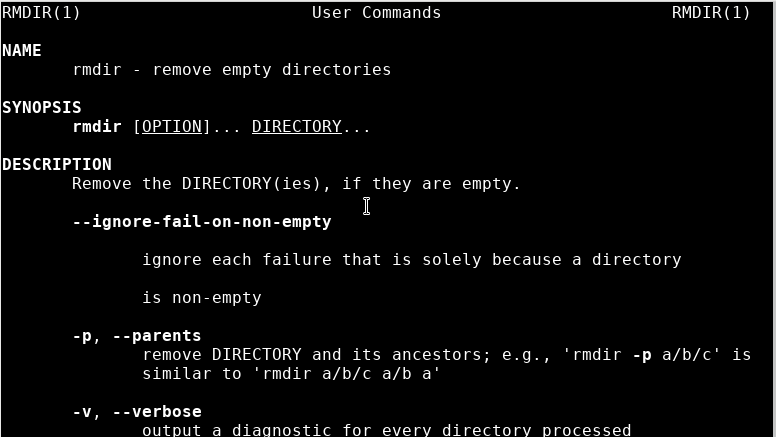 RMDIR(1) User Commands RMDIR(1)
NAME
rmdir - remove empty directories
SYNOPSIS
rmdir [OPTION]... DIRECTORY...
DESCRIPTION
Remove the DIRECTORY(ies), if they are empty.
--ignore-fail-on-non-empty
ignore each failure that is solely because a directory
is non-empty
-p, --parents
remove DIRECTORY and its ancestors; e.g., 'rmdir -p a/b/c' is
similar to 'rmdir a/b/c a/b a'
-v, --verbose
output a diagnostic for every directory processed